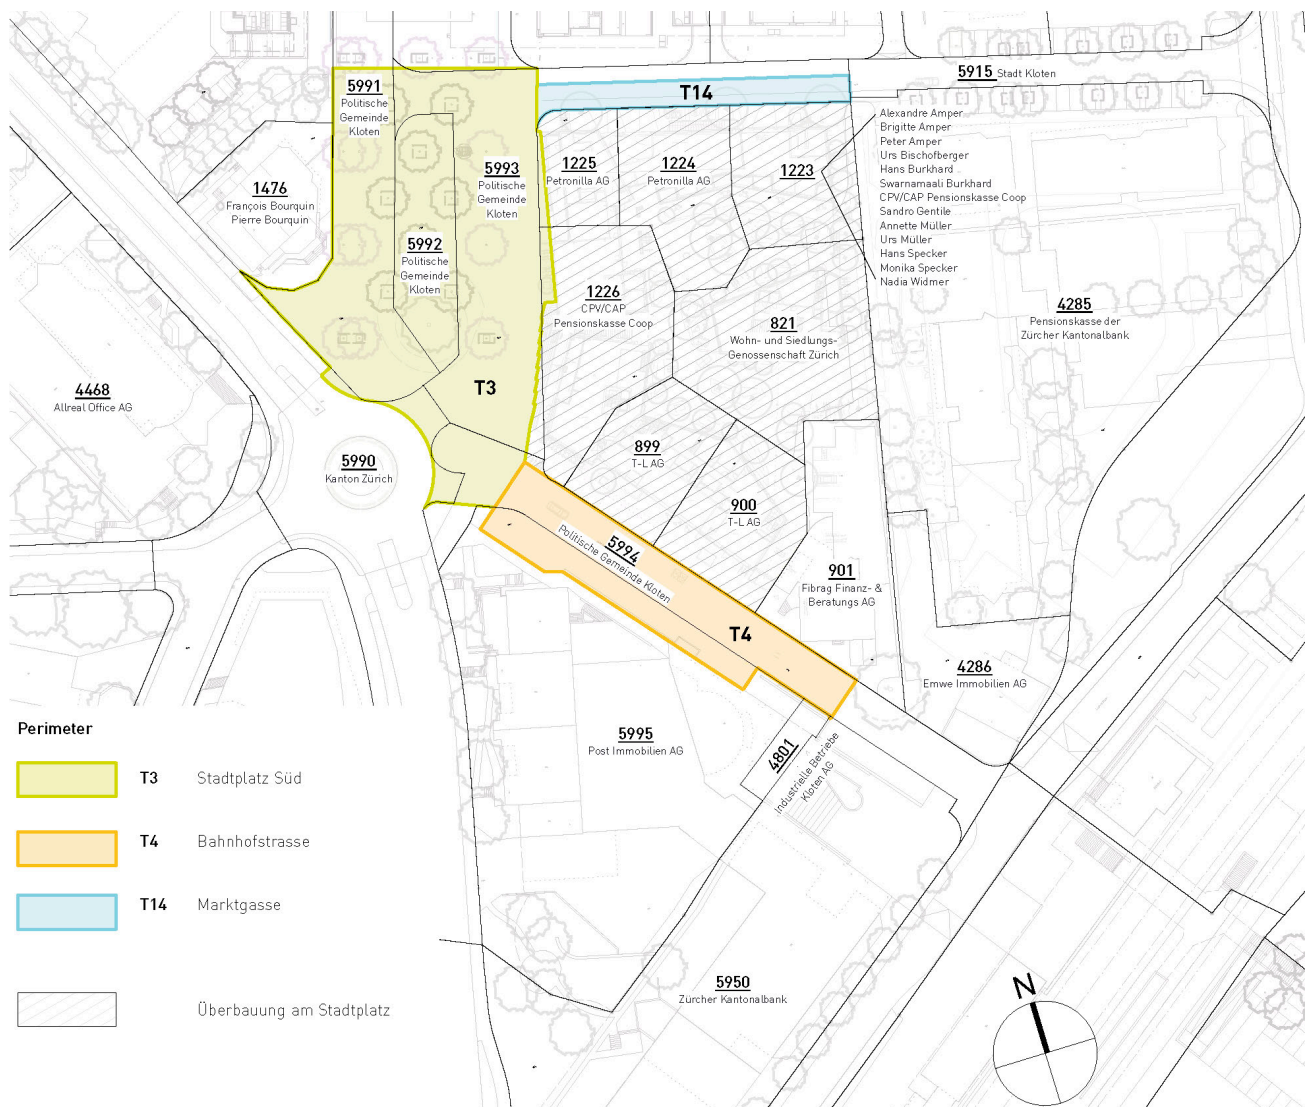 5991
Politische
Gemeinde
Kloten
T14
5915 Stadt Kloten
Alexandre Amper
Brigitte Amper
Peter Amper
Urs Bischofberger
Hans Burkhard
Swarnamaali Burkhard
CPV/CAP Pensionskasse Coop
Sandro Gentile
Annette Müller
Urs Müller
Hans Specker
Monika Specker
Nadia Widmer
5993
Politische
Gemeinde
Kloten
1225
Petronilla AG
1224
Petronilla AG
1223
1476
François Bourquin
Pierre Bourquin
5992
Politische
Gemeinde
Kloten
1226
CPV/CAP
Pensionskasse Coop
821
Wohn- und Siedlungs-
Genossenschaft Zürich
4285
Pensionskasse der
Zürcher Kantonalbank
4468
Allreal Office AG
T3
5990
Kanton Zürich
899
T-L AG
900
T-L AG
5994
Politische Gemeinde Kloten
901
Fibrag Finanz- &
Beratungs AG
T4
4286
Emwe Immobilien AG
5995
Post Immobilien AG
4801
Industrielle Betriebe
Kloten AG
5950
Zürcher Kantonalbank
Perimeter
T3 Stadtplatz Süd
T4 Bahnhofstrasse
T14 Marktgasse
Überbauung am Stadtplatz
N